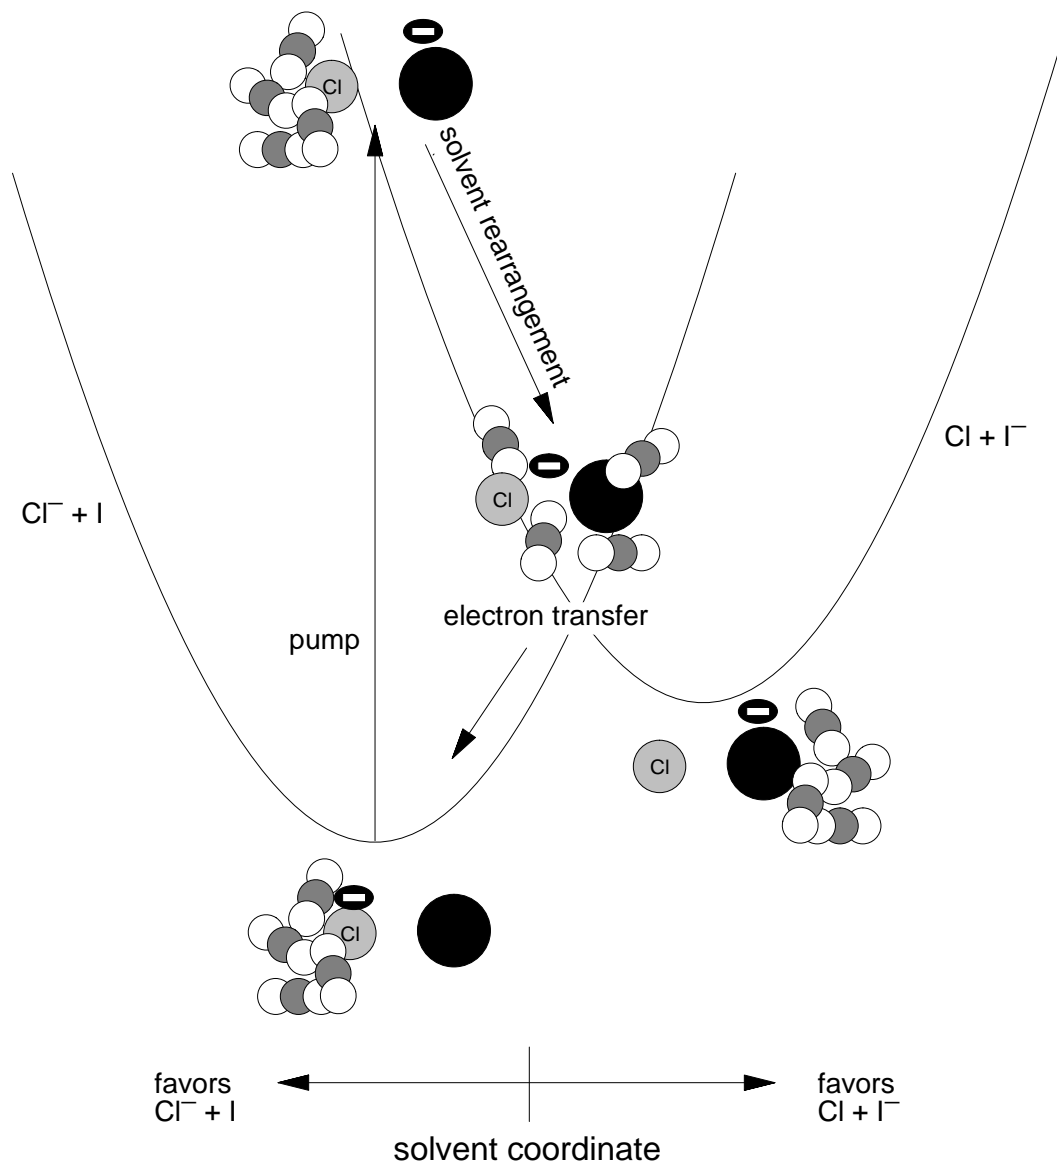 Cl
solvent rearrangement
Cl + I⁻
Cl
Cl⁻ + I
electron transfer
pump
Cl
Cl
favors
Cl⁻ + I
favors
Cl + I⁻
solvent coordinate